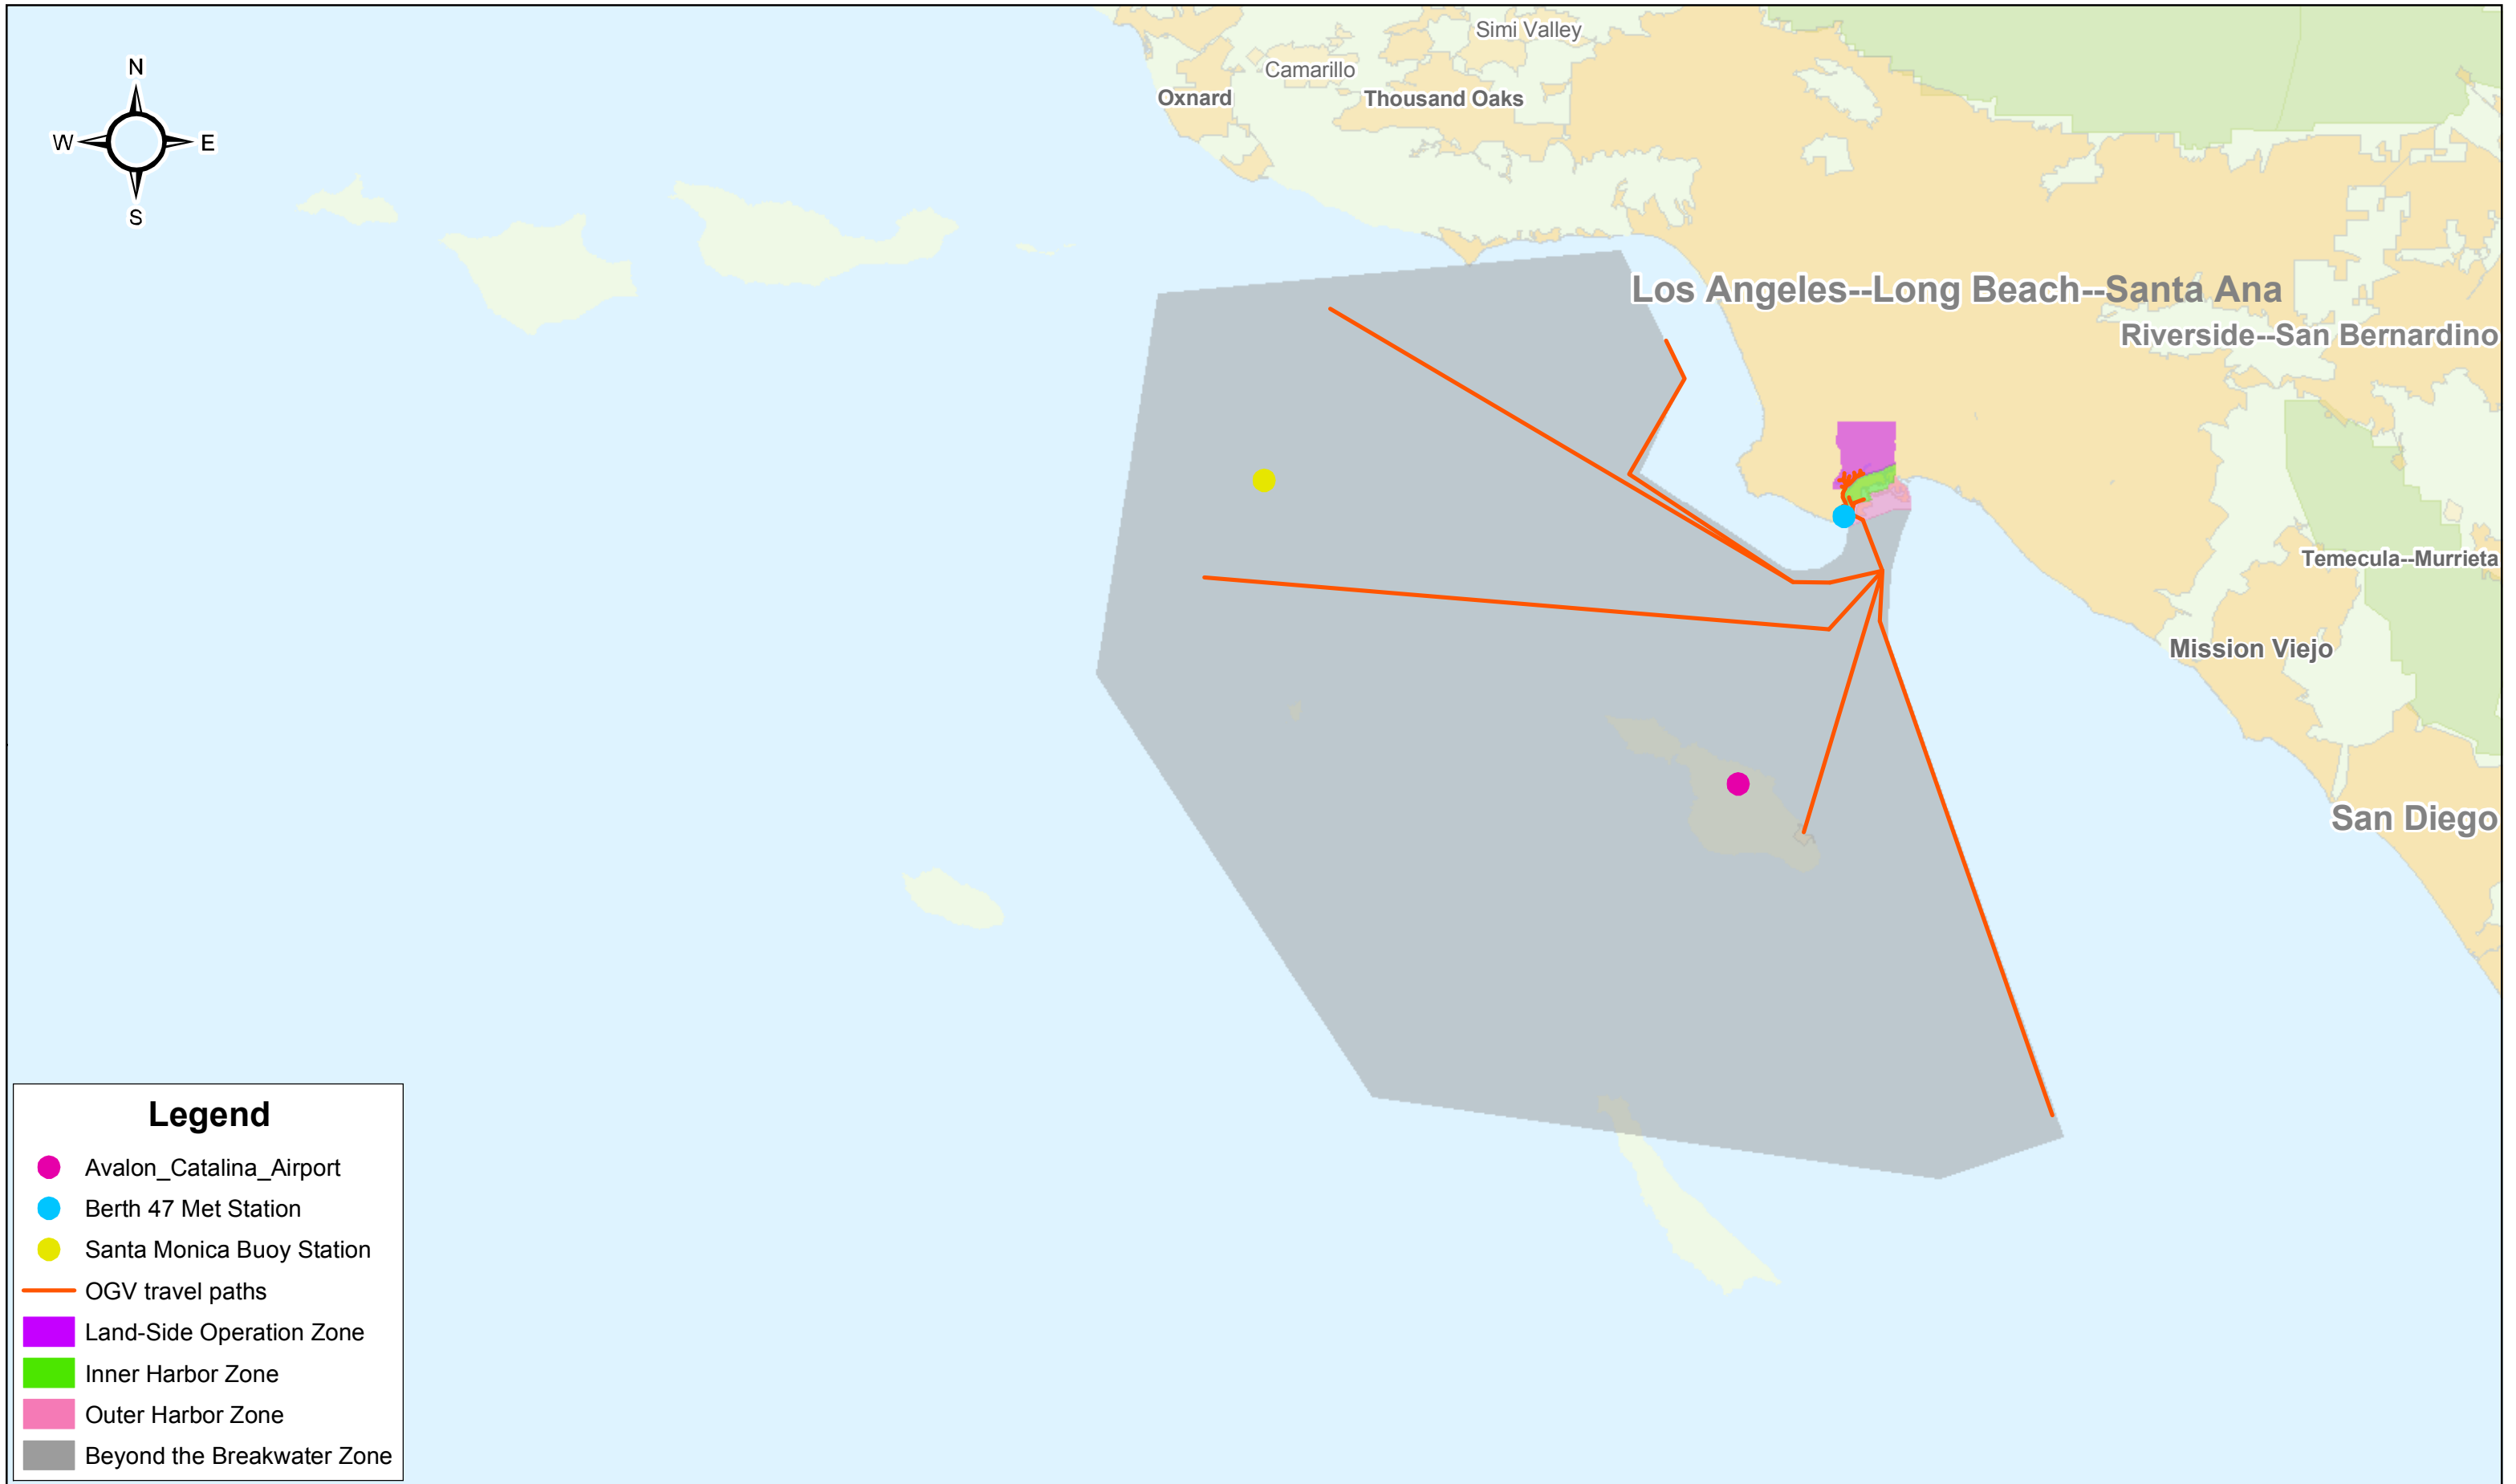 N
W
E
S
Simi Valley
Camarillo
Oxnard
Thousand Oaks
Los Angeles--Long Beach--Santa Ana
Riverside--San Bernardino
Temecula--Murrieta
Mission Viejo
San Diego
Legend
Avalon_Catalina_Airport
Berth 47 Met Station
Santa Monica Buoy Station
OGV travel paths
Land-Side Operation Zone
Inner Harbor Zone
Outer Harbor Zone
Beyond the Breakwater Zone